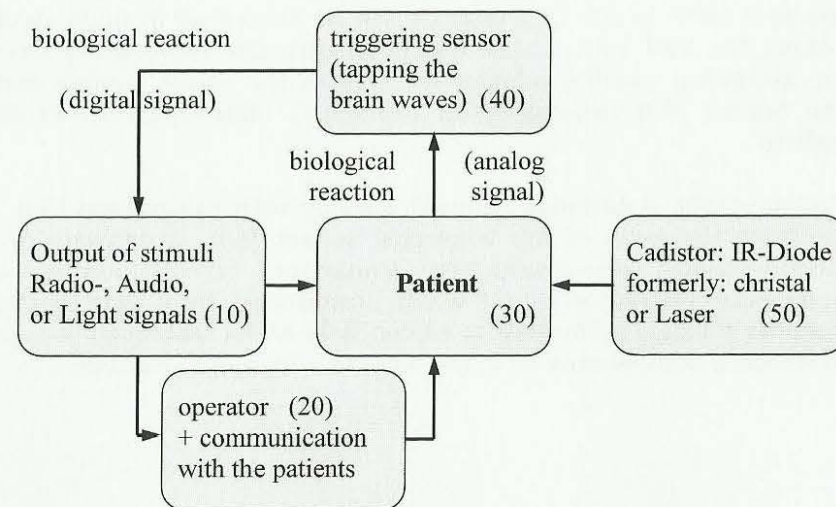 biological reaction
(digital signal)
triggering sensor
(tapping the
brain waves) (40)
biological
reaction
(analog
signal)
Output of stimuli
Radio-, Audio,
or Light signals (10)
Patient
(30)
Cadistor: IR-Diode
formerly: christal
or Laser (50)
operator (20)
+ communication
with the patients